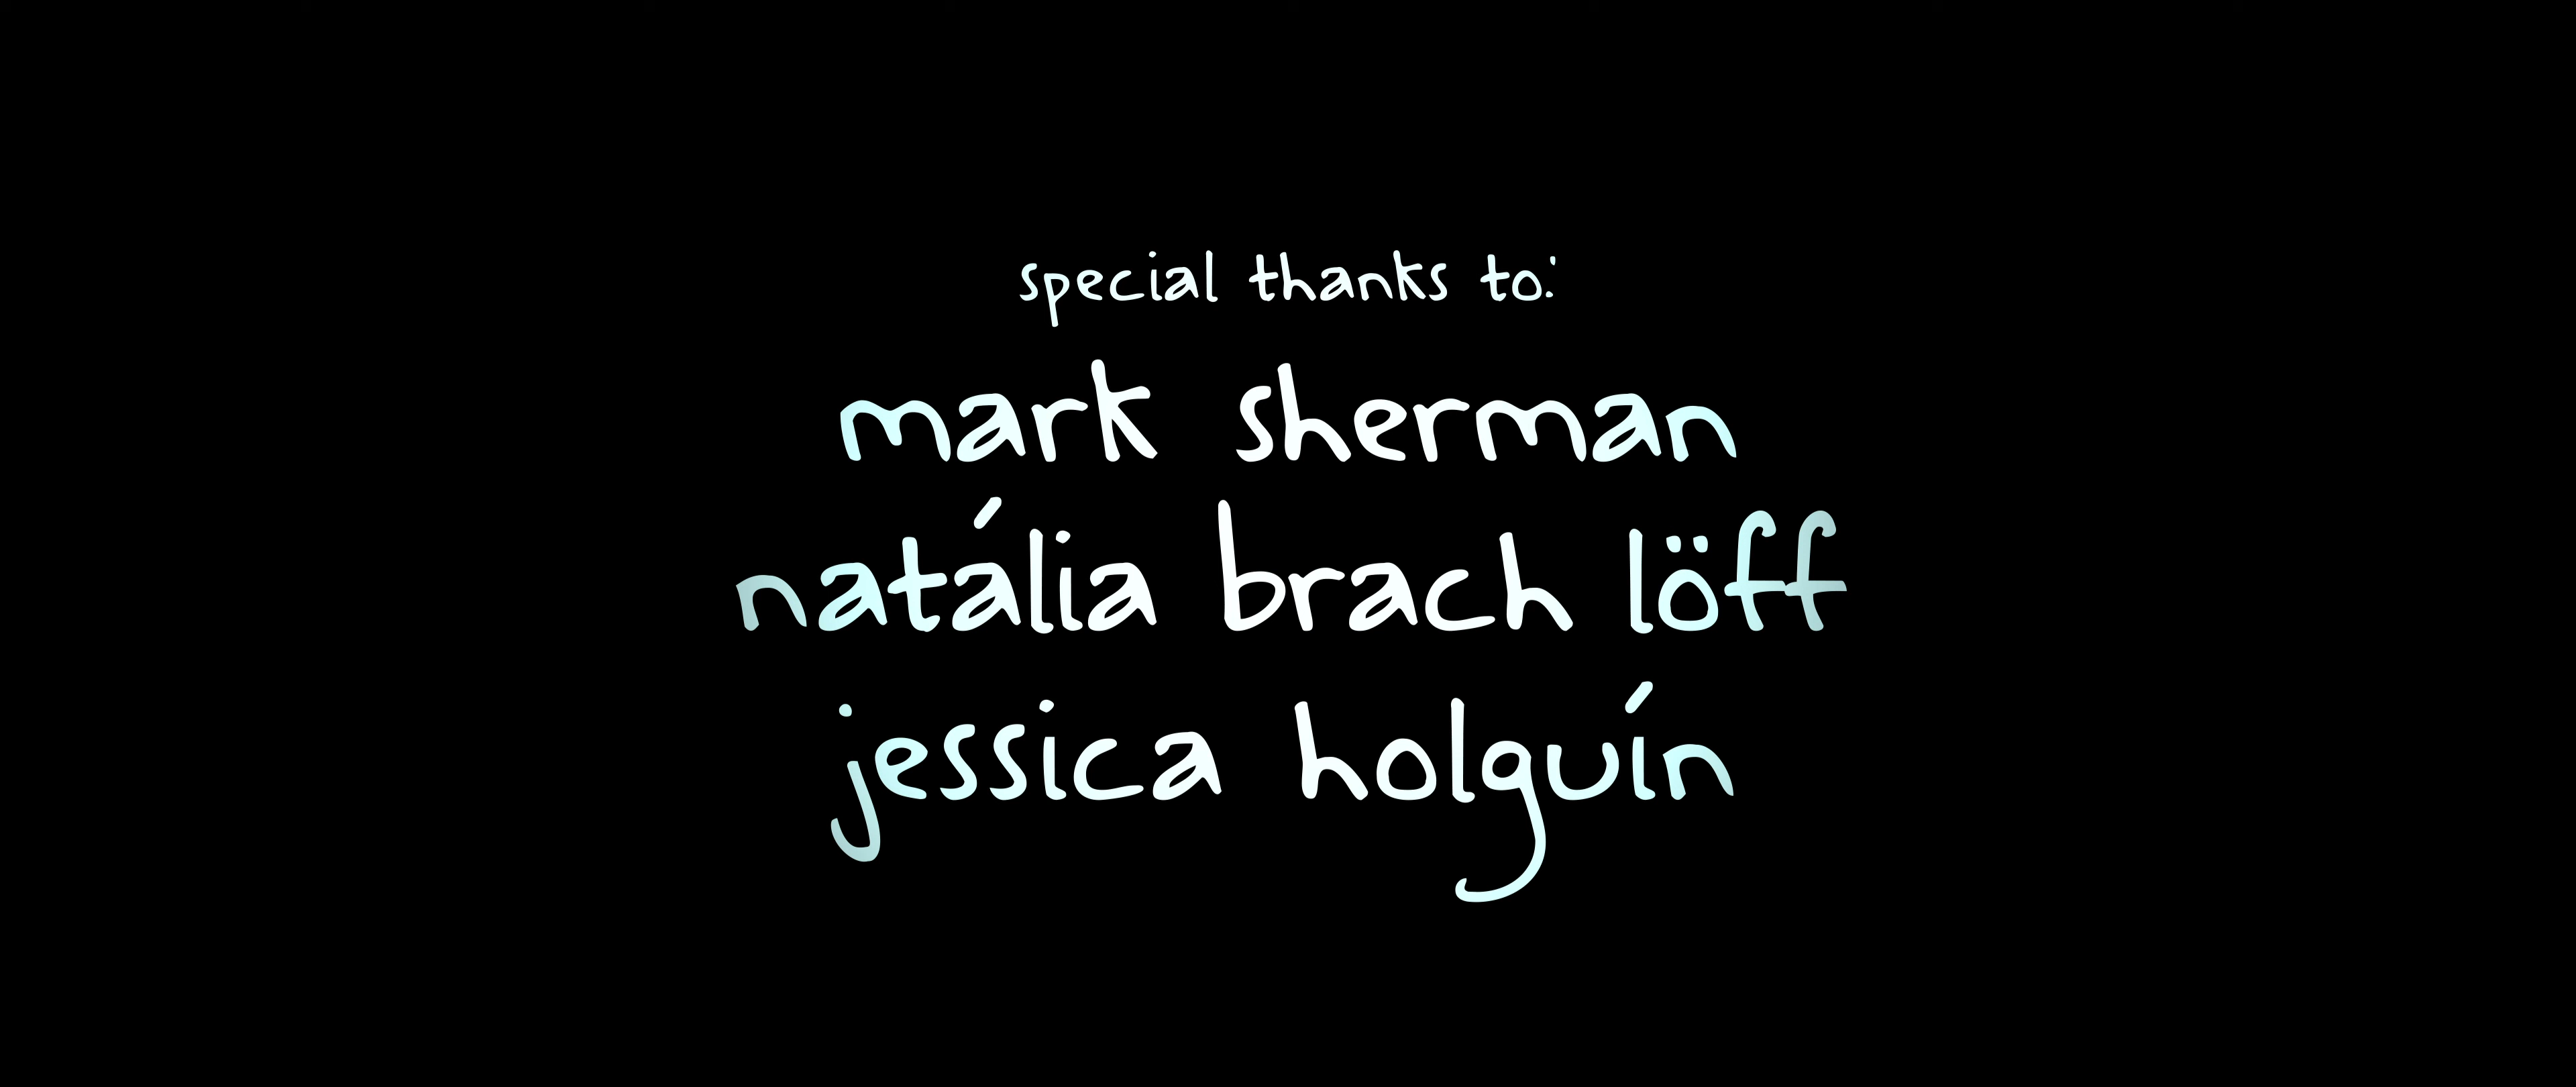 special thanks to:
mark sherman
natália brach löff
jessica holguín